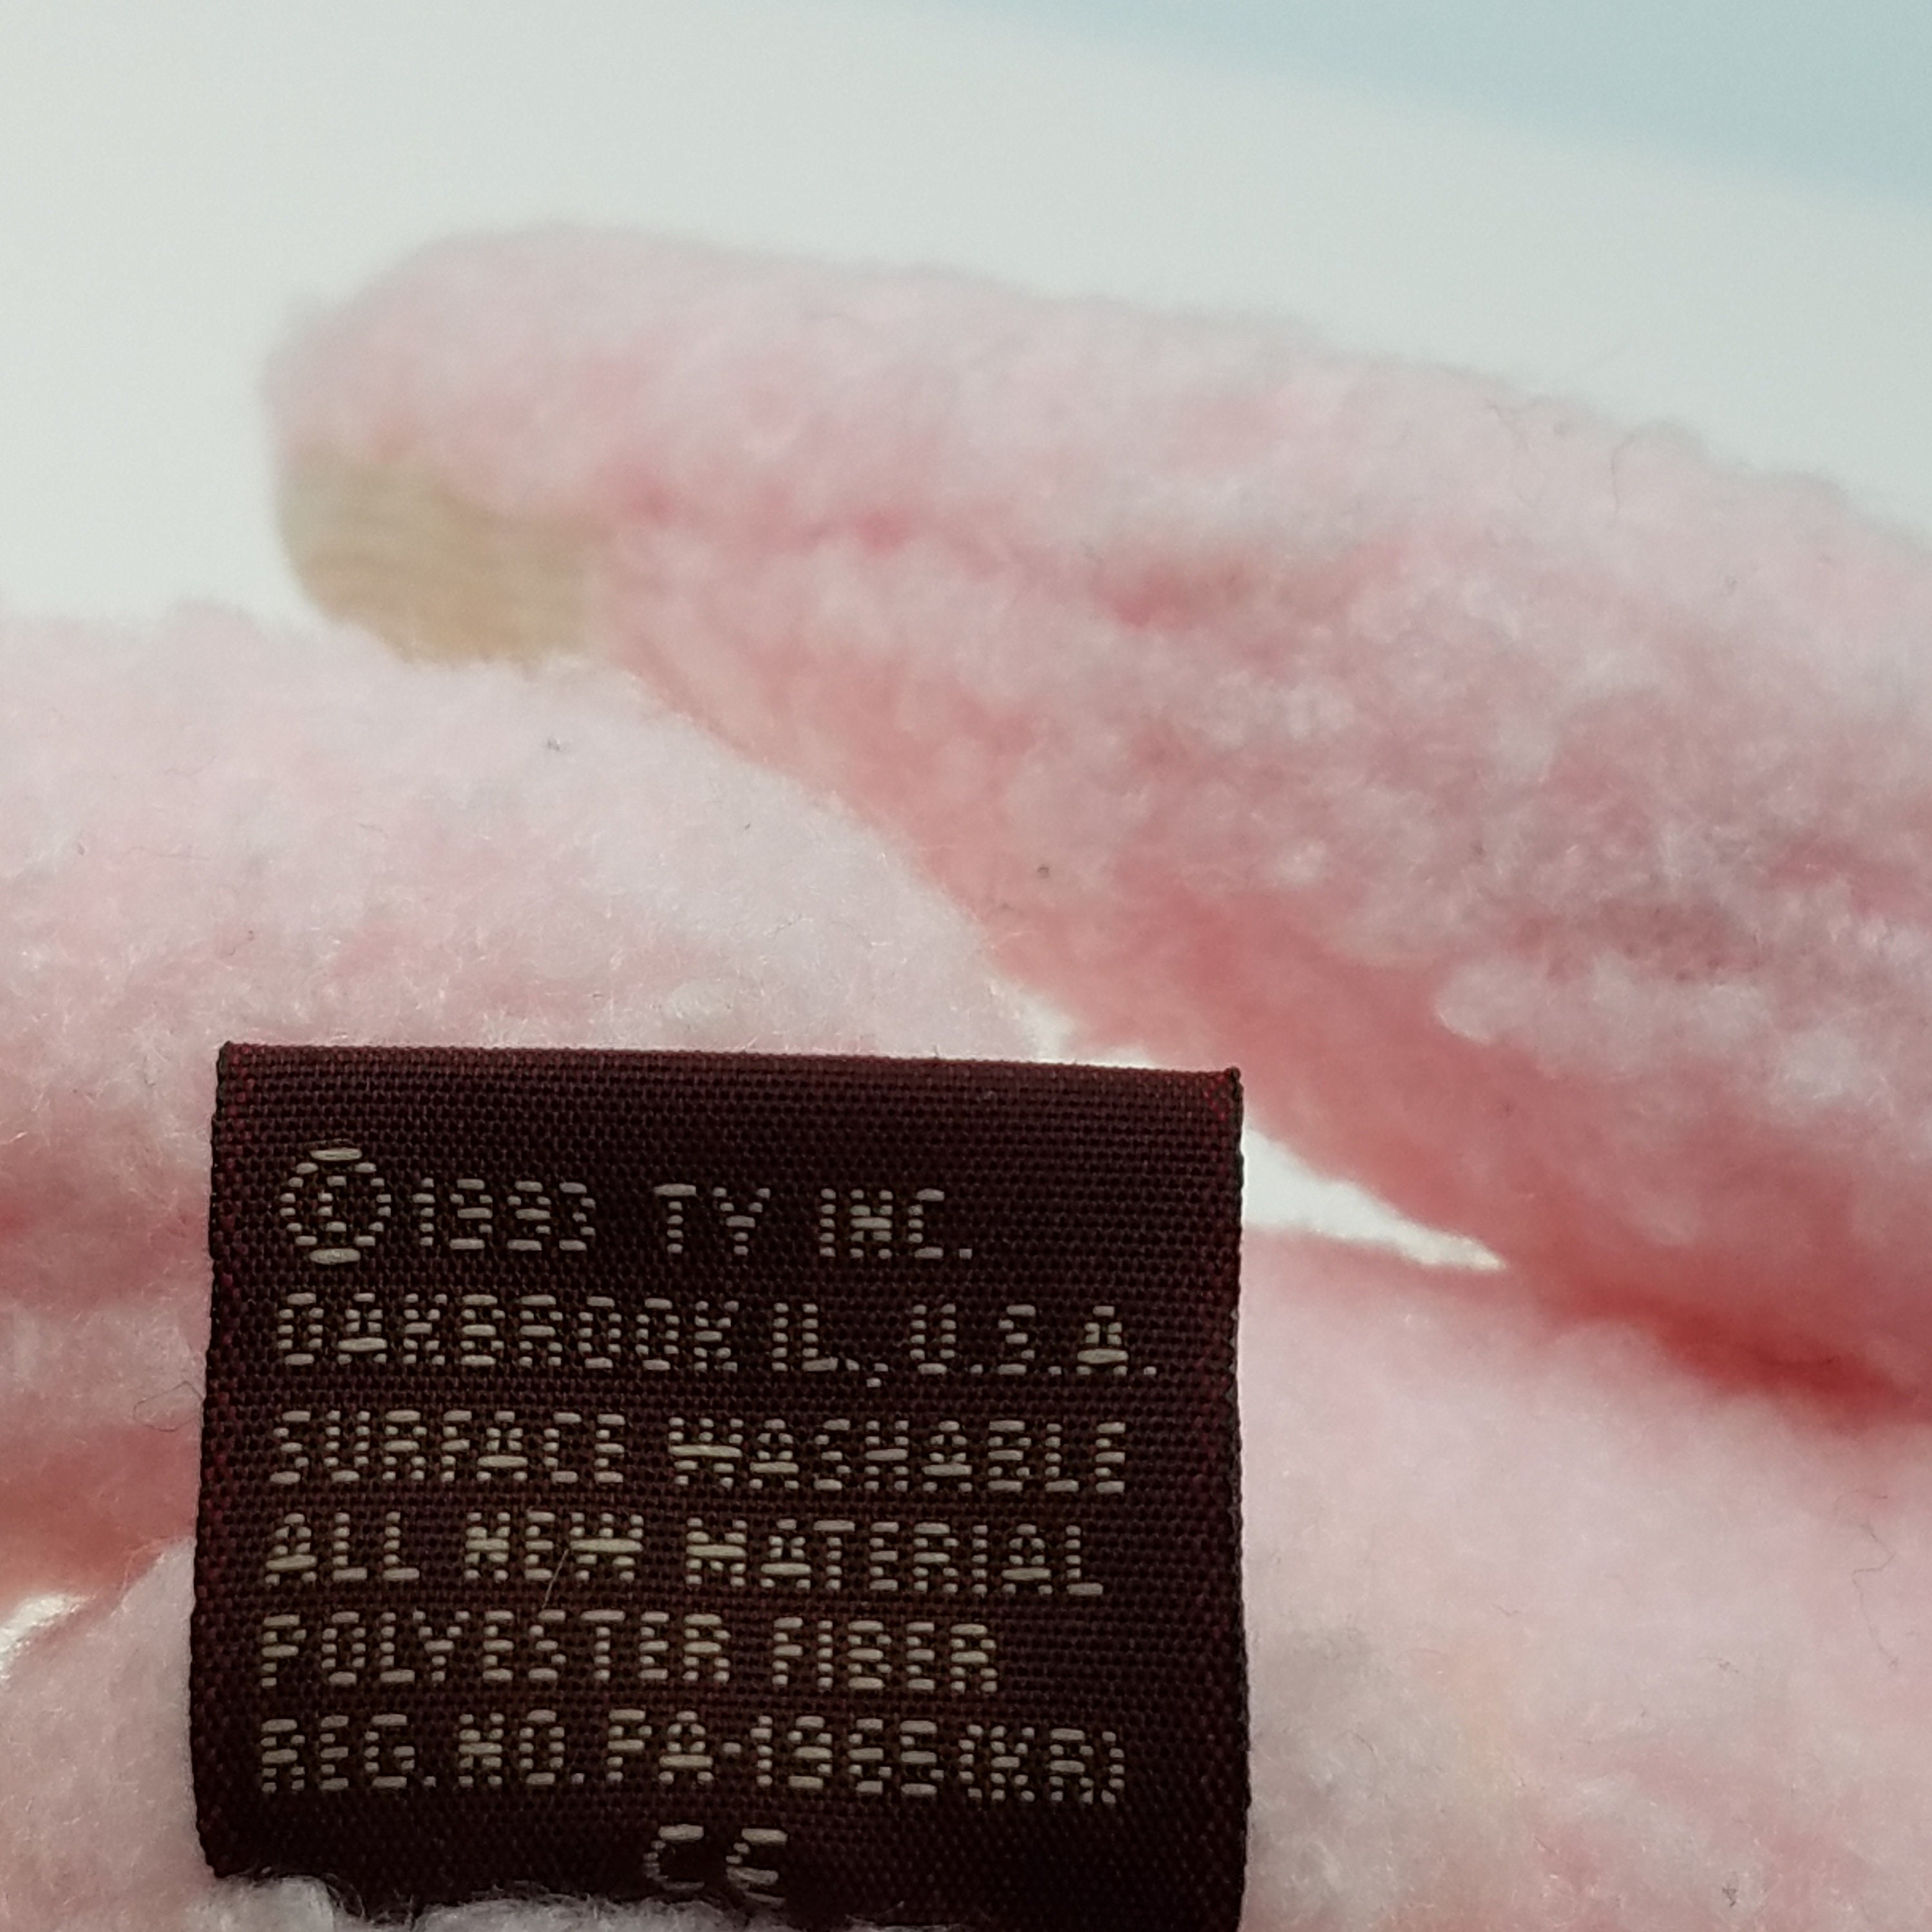 ©1993 TY INC.
OAKBROOK IL., U.S.A.
SURFACE WASHABLE
ALL NEW MATERIAL
POLYESTER FIBER
REG. NO. PA-1965(KR)
CE